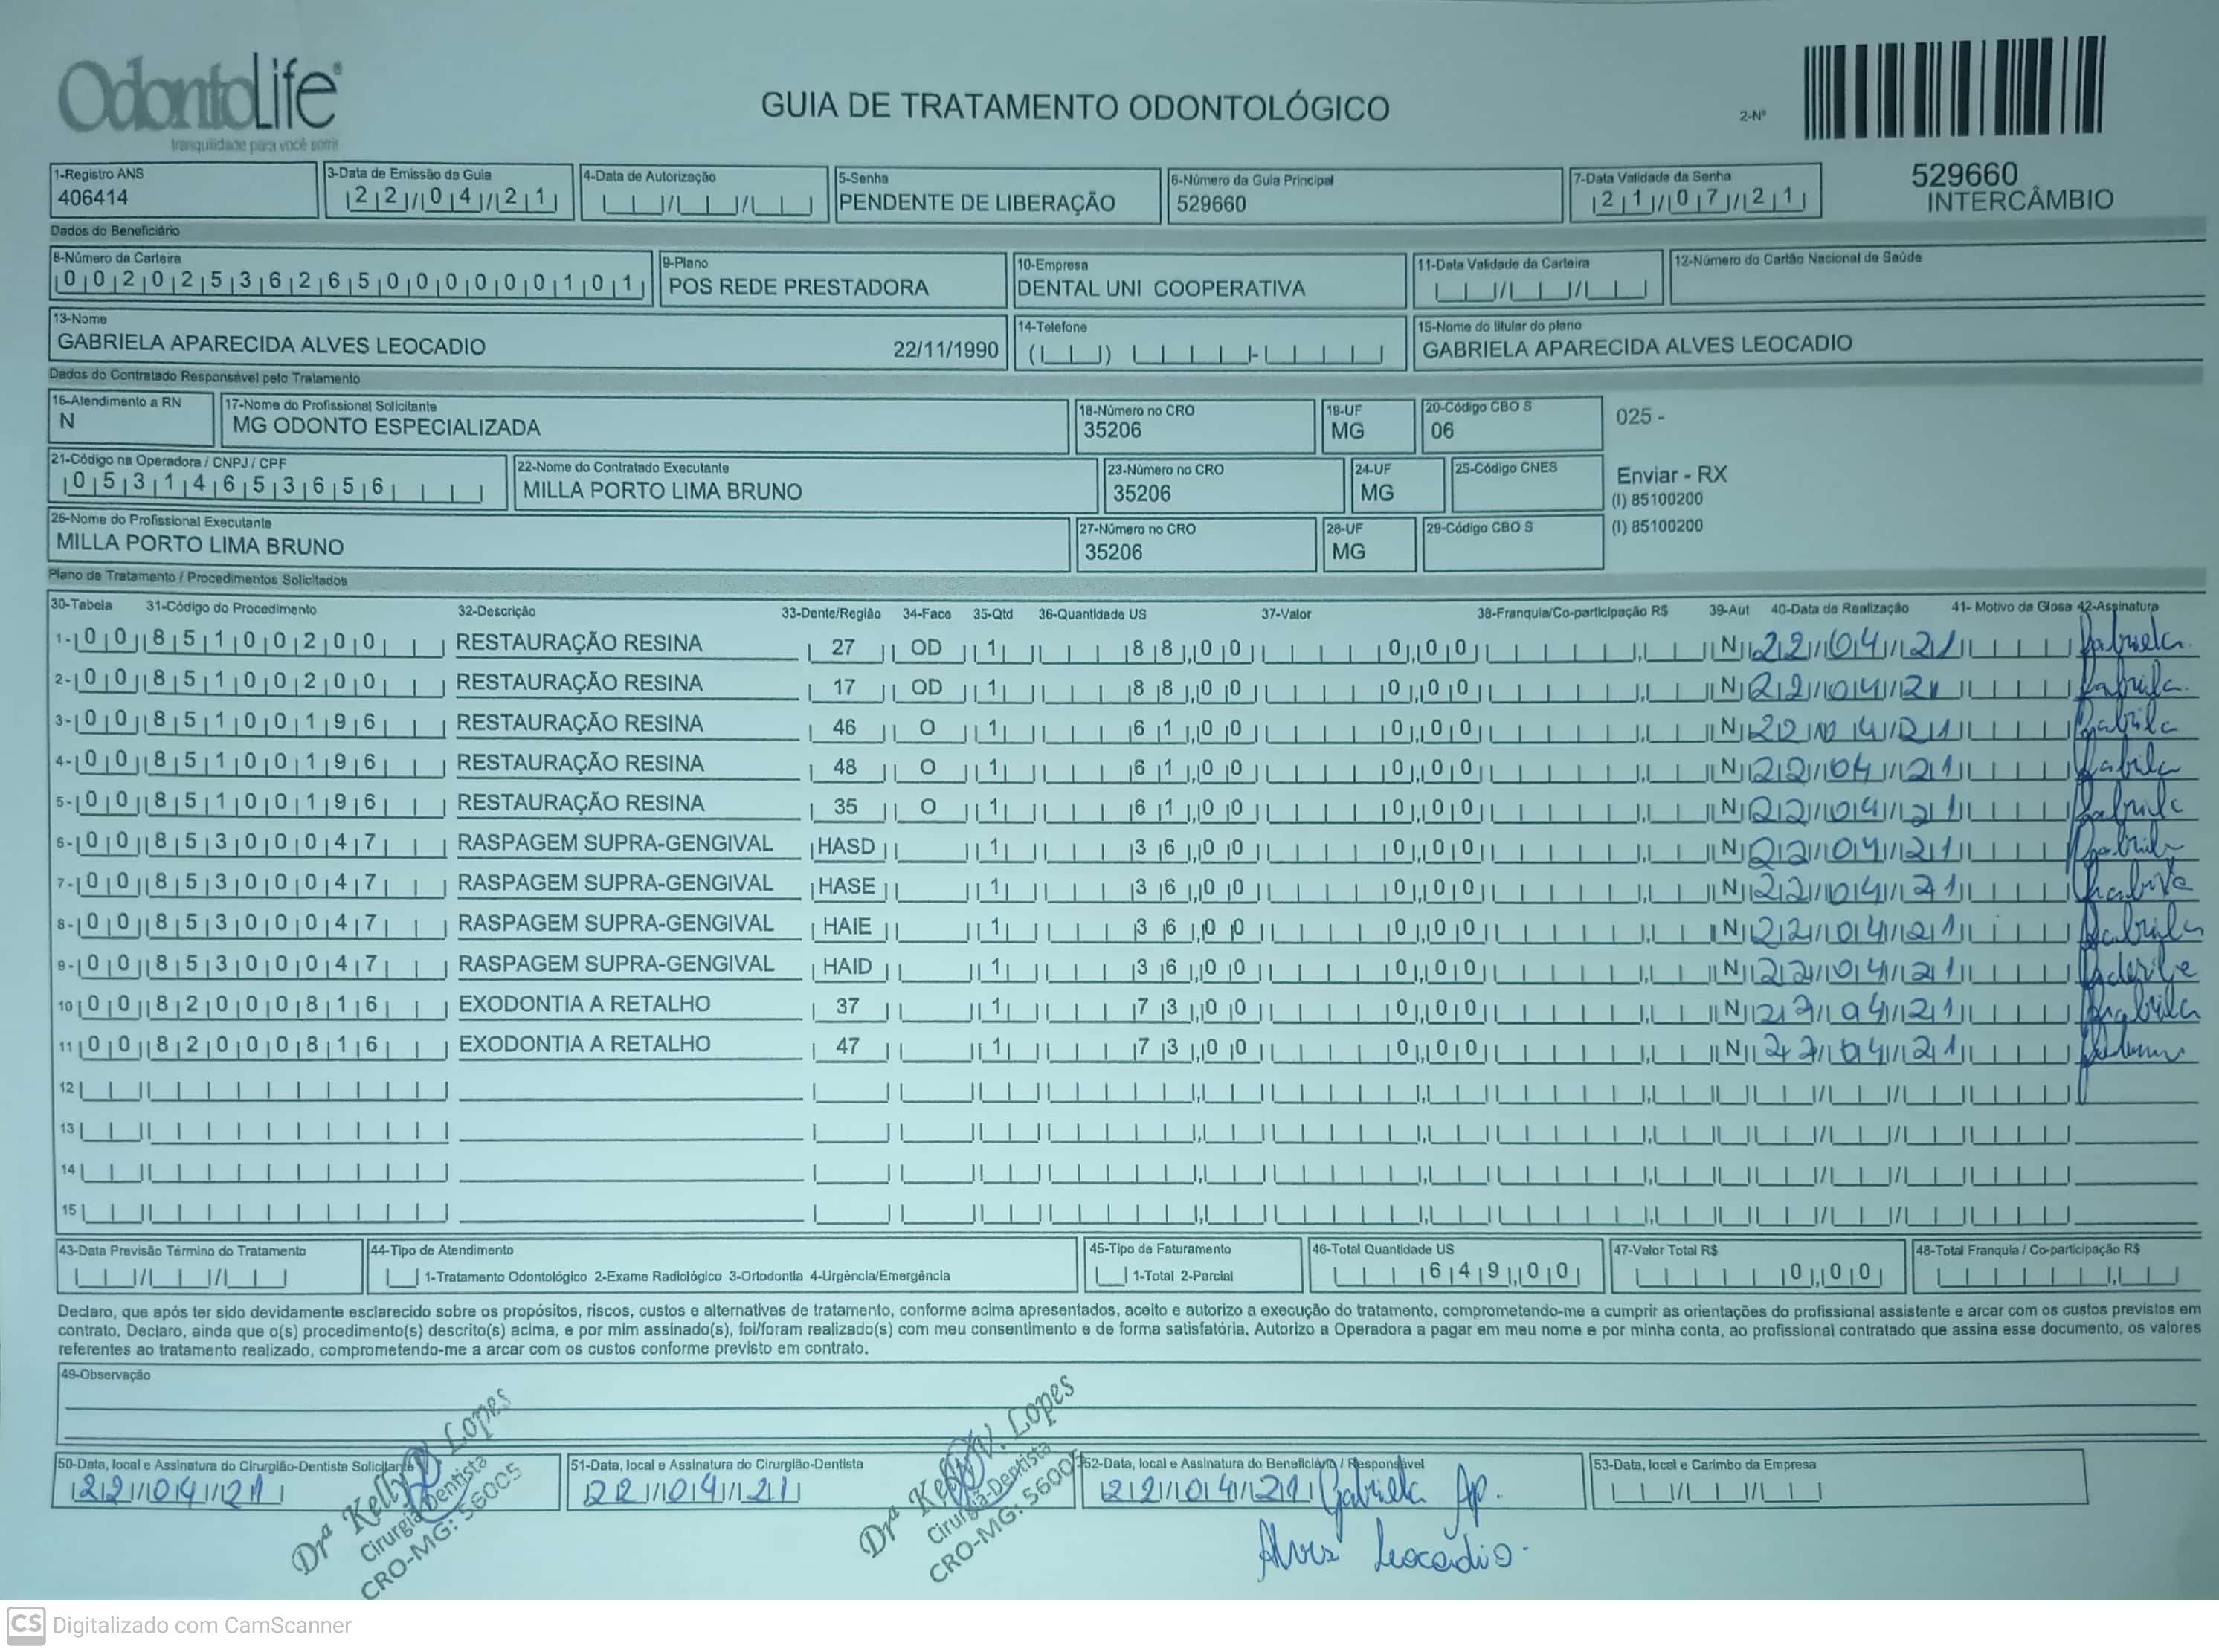 OdontoLife®
tranquilidade para você sorrir
GUIA DE TRATAMENTO ODONTOLÓGICO
2-Nº
529660
INTERCÂMBIO
1-Registro ANS
406414
3-Data de Emissão da Guia
22/04/21
4-Data de Autorização
5-Senha
PENDENTE DE LIBERAÇÃO
6-Número da Guia Principal
529660
7-Data Validade da Senha
21/07/21
Dados do Beneficiário
8-Número da Carteira
00202536265000000101
9-Plano
POS REDE PRESTADORA
10-Empresa
DENTAL UNI COOPERATIVA
11-Data Validade da Carteira
12-Número do Cartão Nacional de Saúde
13-Nome
GABRIELA APARECIDA ALVES LEOCADIO 22/11/1990
14-Telefone
15-Nome do titular do plano
GABRIELA APARECIDA ALVES LEOCADIO
Dados do Contratado Responsável pelo Tratamento
16-Atendimento a RN
N
17-Nome do Profissional Solicitante
MG ODONTO ESPECIALIZADA
18-Número no CRO
35206
19-UF
MG
20-Código CBO S
06
025 -
21-Código na Operadora / CNPJ / CPF
05314653656
22-Nome do Contratado Executante
MILLA PORTO LIMA BRUNO
23-Número no CRO
35206
24-UF
MG
25-Código CNES
Enviar - RX
(I) 85100200
(I) 85100200
26-Nome do Profissional Executante
MILLA PORTO LIMA BRUNO
27-Número no CRO
35206
28-UF
MG
29-Código CBO S
Plano de Tratamento / Procedimentos Solicitados
30-Tabela 31-Código do Procedimento 32-Descrição 33-Dente/Região 34-Face 35-Qtd 36-Quantidade US 37-Valor 38-Franquia/Co-participação R$ 39-Aut 40-Data de Realização 41- Motivo da Glosa 42-Assinatura
1- 00 85100200 RESTAURAÇÃO RESINA 27 OD 1 88,00 0,00 N 22/04/21 Gabriela
2- 00 85100200 RESTAURAÇÃO RESINA 17 OD 1 88,00 0,00 N 22/04/21 Gabriela
3- 00 85100196 RESTAURAÇÃO RESINA 46 O 1 61,00 0,00 N 22/04/21 Gabriela
4- 00 85100196 RESTAURAÇÃO RESINA 48 O 1 61,00 0,00 N 22/04/21 Gabriela
5- 00 85100196 RESTAURAÇÃO RESINA 35 O 1 61,00 0,00 N 22/04/21 Gabriela
6- 00 85300047 RASPAGEM SUPRA-GENGIVAL HASD 1 36,00 0,00 N 22/04/21 Gabriela
7- 00 85300047 RASPAGEM SUPRA-GENGIVAL HASE 1 36,00 0,00 N 22/04/21 Gabriela
8- 00 85300047 RASPAGEM SUPRA-GENGIVAL HAIE 1 36,00 0,00 N 22/04/21 Gabriela
9- 00 85300047 RASPAGEM SUPRA-GENGIVAL HAID 1 36,00 0,00 N 22/04/21
10 00 82000816 EXODONTIA A RETALHO 37 1 73,00 0,00 N 22/04/21 Gabriela
11 00 82000816 EXODONTIA A RETALHO 47 1 73,00 0,00 N 22/04/21
12
13
14
15
43-Data Previsão Término do Tratamento
44-Tipo de Atendimento
1-Tratamento Odontológico 2-Exame Radiológico 3-Ortodontia 4-Urgência/Emergência
45-Tipo de Faturamento
1-Total 2-Parcial
46-Total Quantidade US
649,00
47-Valor Total R$
0,00
48-Total Franquia / Co-participação R$
Declaro, que após ter sido devidamente esclarecido sobre os propósitos, riscos, custos e alternativas de tratamento, conforme acima apresentados, aceito e autorizo a execução do tratamento, comprometendo-me a cumprir as orientações do profissional assistente e arcar com os custos previstos em
contrato. Declaro, ainda que o(s) procedimento(s) descrito(s) acima, e por mim assinado(s), foi/foram realizado(s) com meu consentimento e de forma satisfatória. Autorizo a Operadora a pagar em meu nome e por minha conta, ao profissional contratado que assina esse documento, os valores
referentes ao tratamento realizado, comprometendo-me a arcar com os custos conforme previsto em contrato.
49-Observação
50-Data, local e Assinatura do Cirurgião-Dentista Solicitante
22/04/21
Drª Kelly V. Lopes
Cirurgiã-Dentista
CRO-MG: 56005
51-Data, local e Assinatura do Cirurgião-Dentista
22/04/21
Drª Kelly V. Lopes
Cirurgiã-Dentista
CRO-MG: 56005
52-Data, local e Assinatura do Beneficiário / Responsável
22/04/21 Gabriela Ap.
Alves Leocadio.
53-Data, local e Carimbo da Empresa
CS Digitalizado com CamScanner